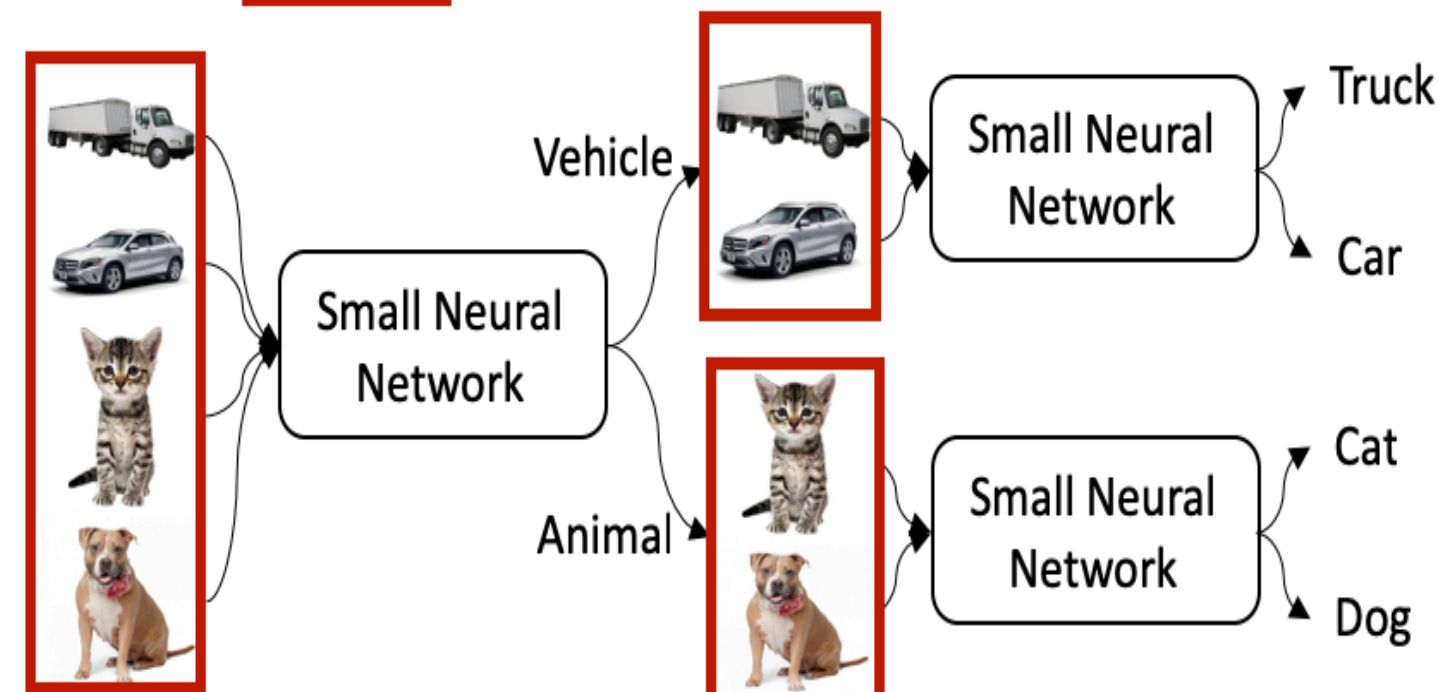 Small Neural
Network
Vehicle
Animal
Small Neural
Network
Truck
Car
Small Neural
Network
Cat
Dog